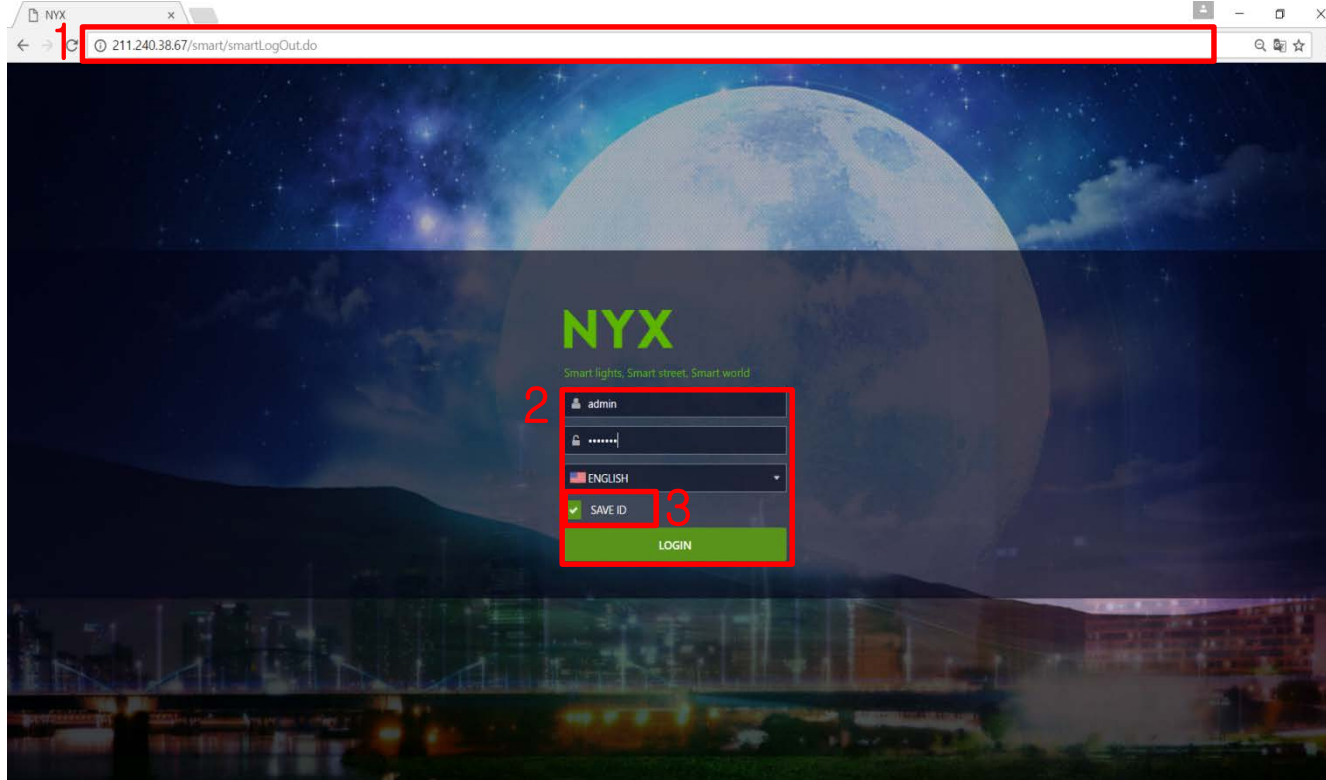 NYX
1
211.240.38.67/smart/smartLogOut.do
NYX
Smart lights, Smart street, Smart world
2
admin
•••••••
ENGLISH
SAVE ID
3
LOGIN